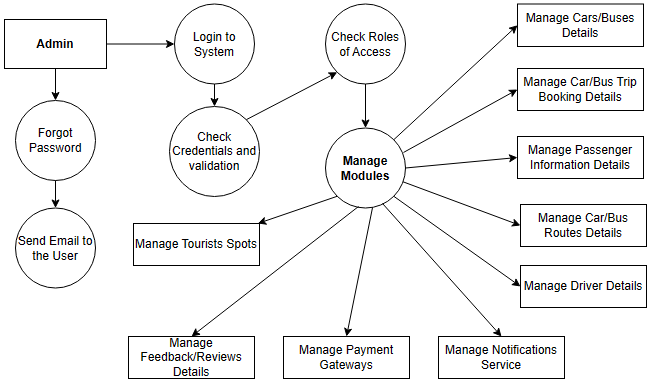 Admin
Login to
System
Check Roles
of Access
Manage Cars/Buses
Details
Manage Car/Bus Trip
Booking Details
Forgot
Password
Check
Credentials and
validation
Manage
Modules
Manage Passenger
Information Details
Send Email to
the User
Manage Tourists Spots
Manage Car/Bus
Routes Details
Manage Driver Details
Manage
Feedback/Reviews
Details
Manage Payment
Gateways
Manage Notifications
Service